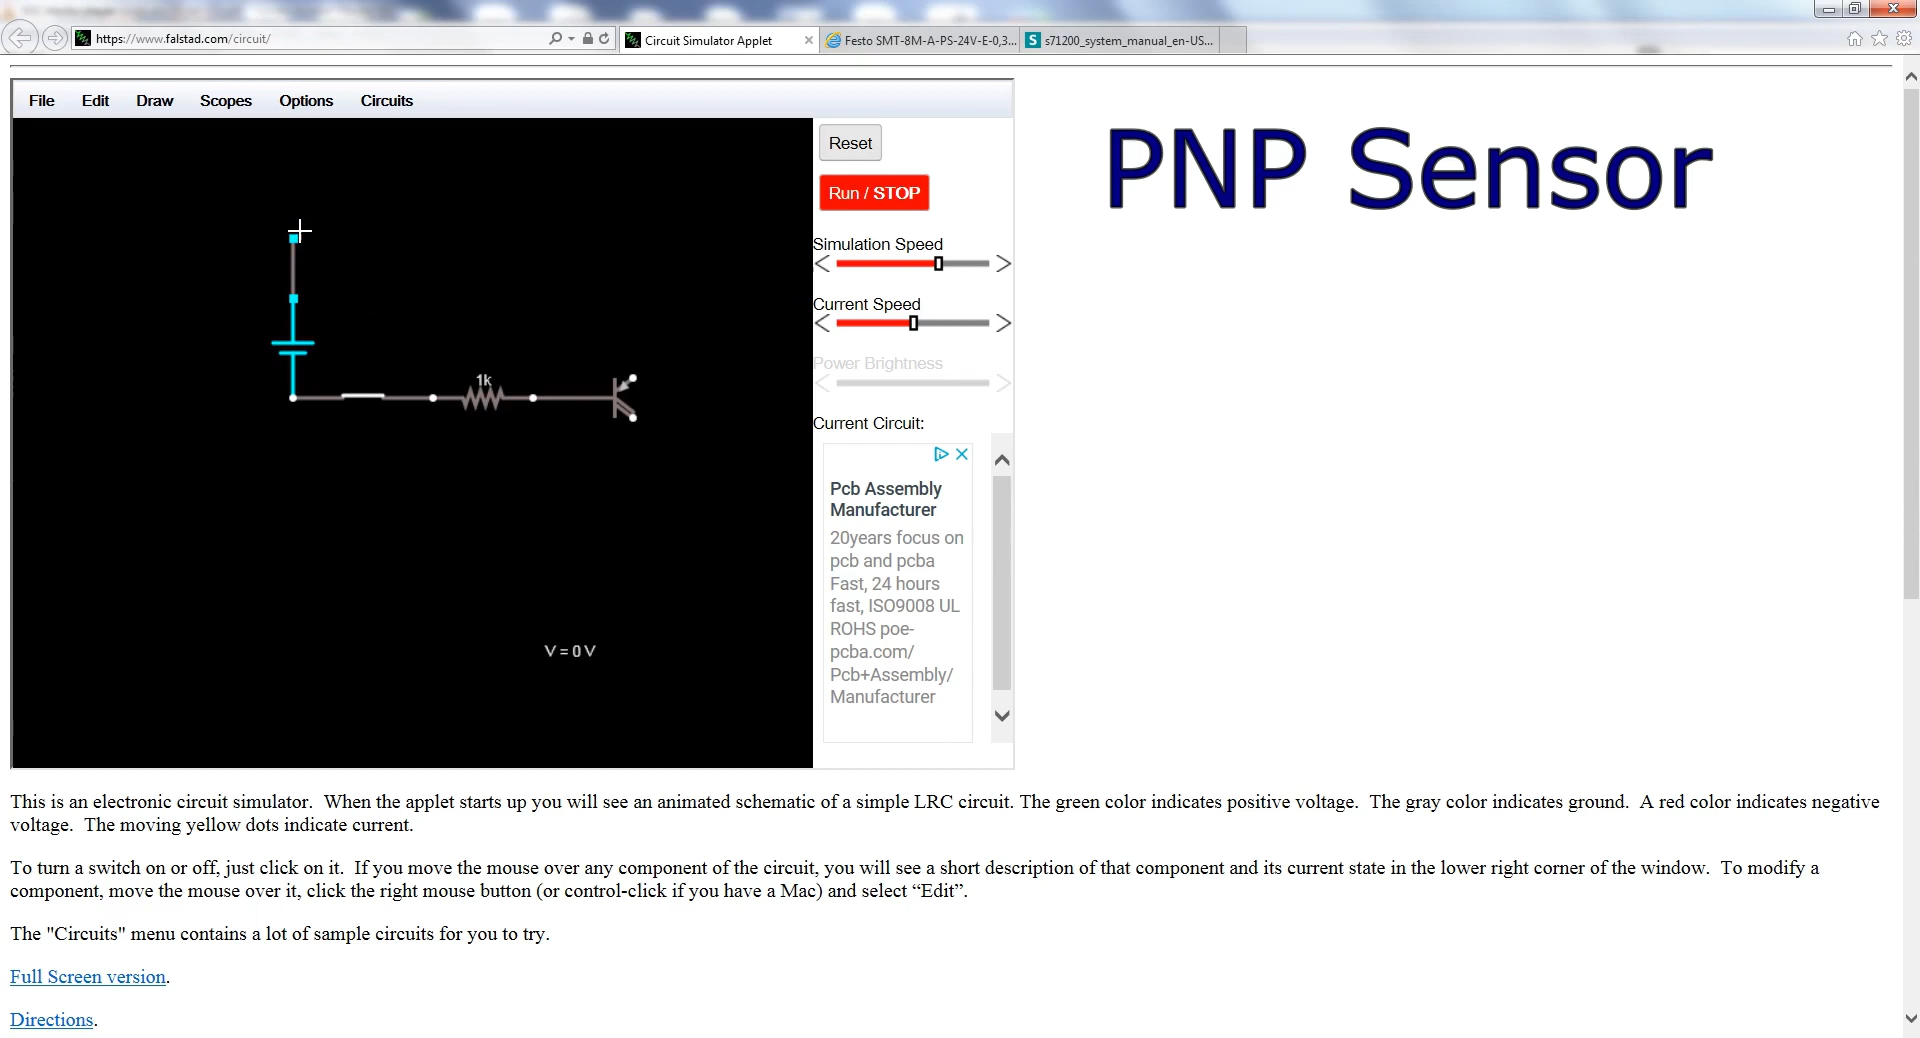 https://www.falstad.com/circuit/
Circuit Simulator Applet
Festo SMT-8M-A-PS-24V-E-0,3...
S s71200_system_manual_en-US...
File Edit Draw Scopes Options Circuits
Reset
PNP Sensor
Run / STOP
Simulation Speed
Current Speed
Power Brightness
1k
Current Circuit:
Pcb Assembly
Manufacturer
20years focus on
pcb and pcba
Fast, 24 hours
fast, ISO9008 UL
ROHS poe-
pcba.com/
Pcb+Assembly/
Manufacturer
V = 0 V
This is an electronic circuit simulator.  When the applet starts up you will see an animated schematic of a simple LRC circuit. The green color indicates positive voltage.  The gray color indicates ground.  A red color indicates negative
voltage.  The moving yellow dots indicate current.
To turn a switch on or off, just click on it.  If you move the mouse over any component of the circuit, you will see a short description of that component and its current state in the lower right corner of the window.  To modify a
component, move the mouse over it, click the right mouse button (or control-click if you have a Mac) and select “Edit”.
The "Circuits" menu contains a lot of sample circuits for you to try.
Full Screen version.
Directions.